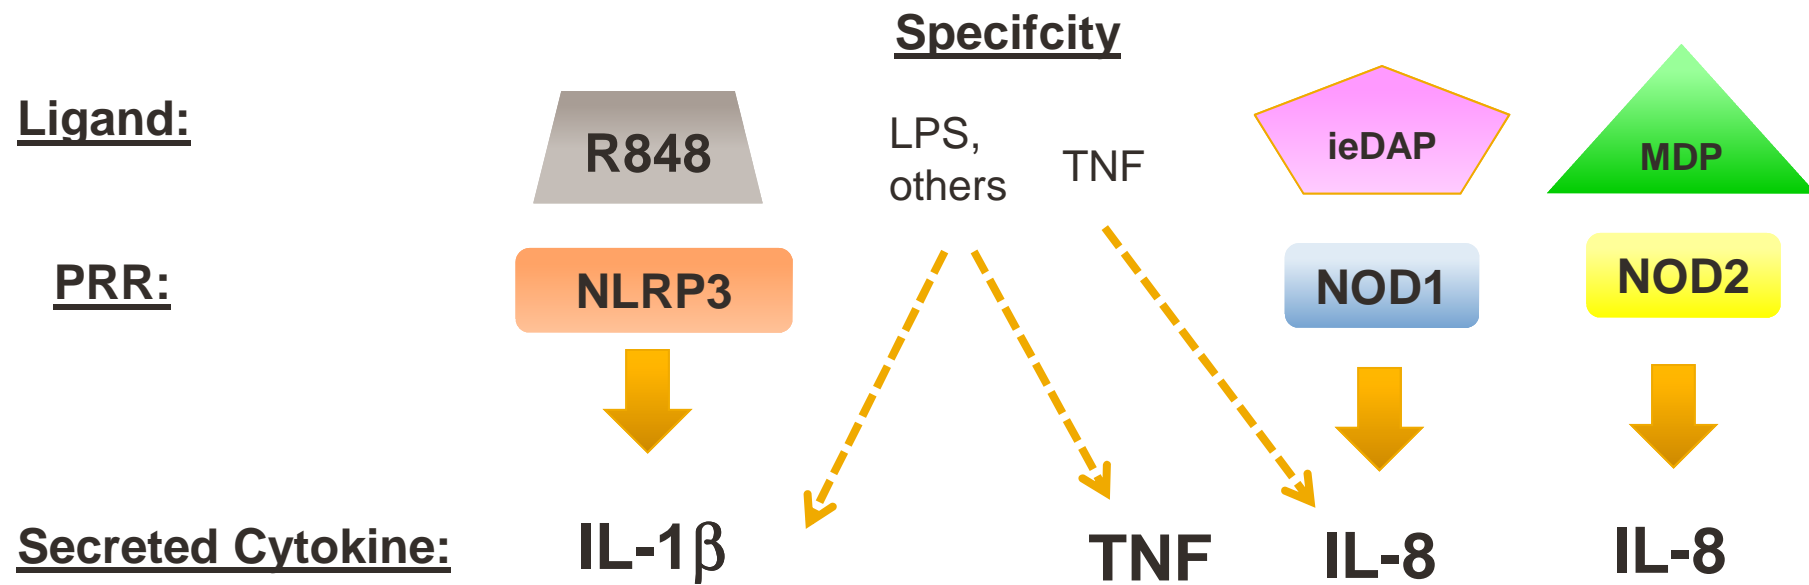 Specifcity
Ligand:
R848
LPS,
others
TNF
ieDAP
MDP
PRR:
NLRP3
NOD1
NOD2
Secreted Cytokine:
IL-1β
TNF
IL-8
IL-8